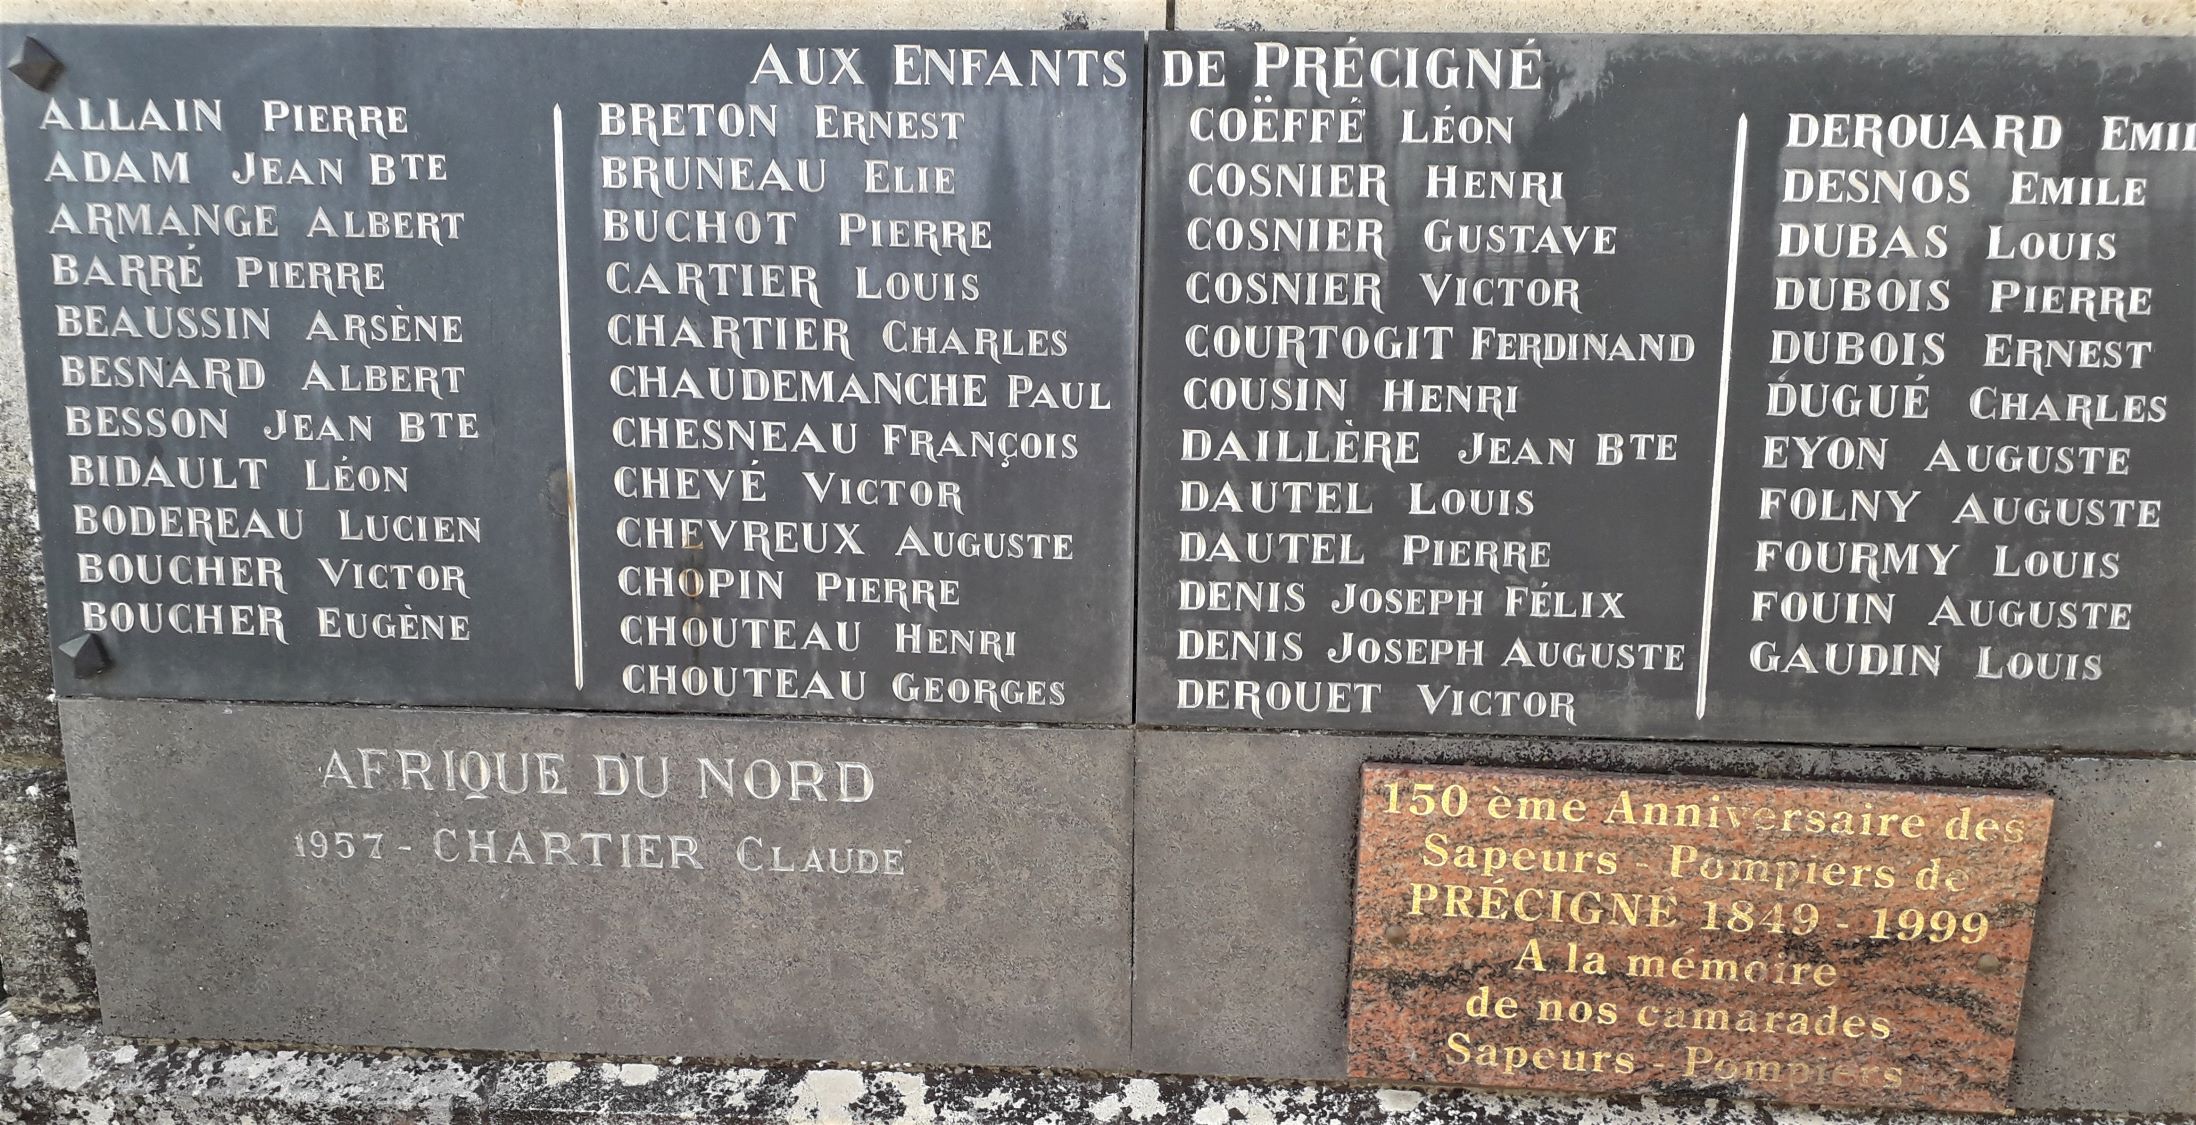 AUX ENFANTS DE PRÉCIGNÉ
ALLAIN PIERRE
ADAM JEAN BTE
ARMANGE ALBERT
BARRÉ PIERRE
BEAUSSIN ARSÈNE
BESNARD ALBERT
BESSON JEAN BTE
BIDAULT LÉON
BODEREAU LUCIEN
BOUCHER VICTOR
BOUCHER EUGÈNE
BRETON ERNEST
BRUNEAU ELIE
BUCHOT PIERRE
CARTIER LOUIS
CHARTIER CHARLES
CHAUDEMANCHE PAUL
CHESNEAU FRANÇOIS
CHEVÉ VICTOR
CHEVREUX AUGUSTE
CHOPIN PIERRE
CHOUTEAU HENRI
CHOUTEAU GEORGES
COËFFÉ LÉON
COSNIER HENRI
COSNIER GUSTAVE
COSNIER VICTOR
COURTOGIT FERDINAND
COUSIN HENRI
DAILLÈRE JEAN BTE
DAUTEL LOUIS
DAUTEL PIERRE
DENIS JOSEPH FÉLIX
DENIS JOSEPH AUGUSTE
DEROUET VICTOR
DEROUARD EMIL
DESNOS EMILE
DUBAS LOUIS
DUBOIS PIERRE
DUBOIS ERNEST
DUGUÉ CHARLES
EYON AUGUSTE
FOLNY AUGUSTE
FOURMY LOUIS
FOUIN AUGUSTE
GAUDIN LOUIS
AFRIQUE DU NORD
1957 - CHARTIER CLAUDE
150 ème Anniversaire des
Sapeurs - Pompiers de
PRÉCIGNÉ 1849 - 1999
A la mémoire
de nos camarades
Sapeurs - Pompiers